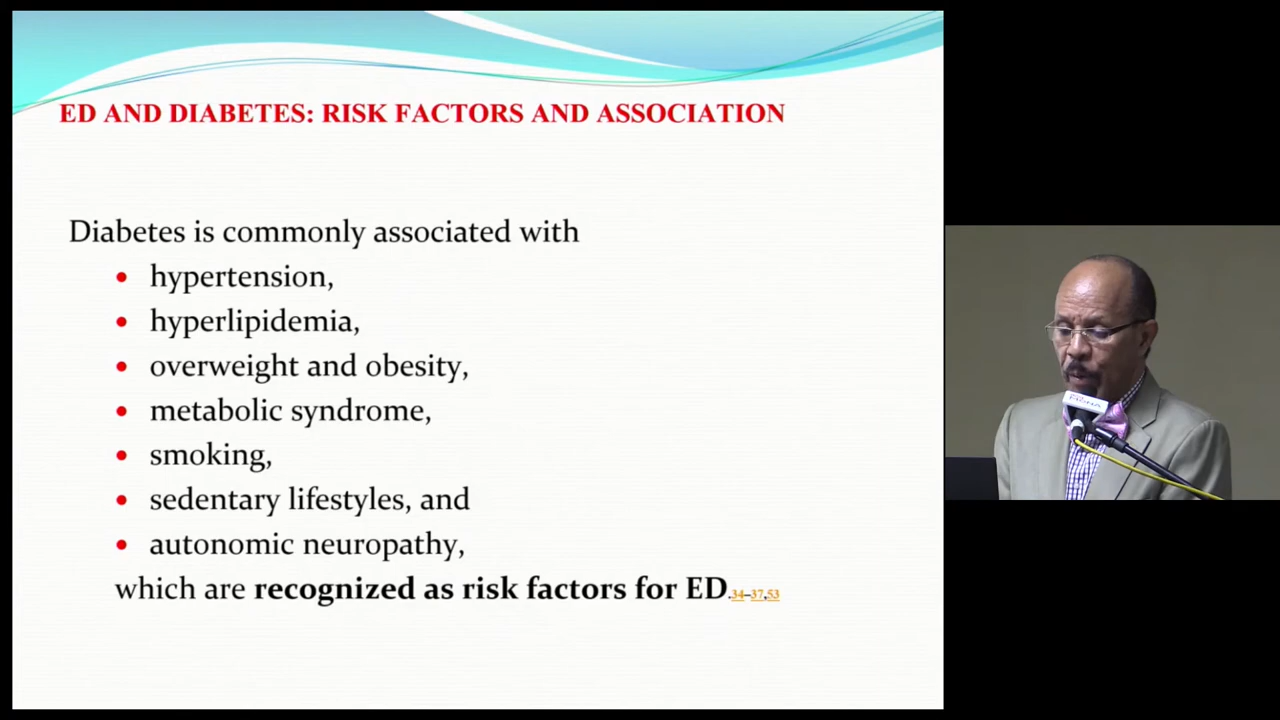 ED AND DIABETES: RISK FACTORS AND ASSOCIATION
Diabetes is commonly associated with
• hypertension,
• hyperlipidemia,
• overweight and obesity,
• metabolic syndrome,
• smoking,
• sedentary lifestyles, and
• autonomic neuropathy,
which are recognized as risk factors for ED.34–37,53